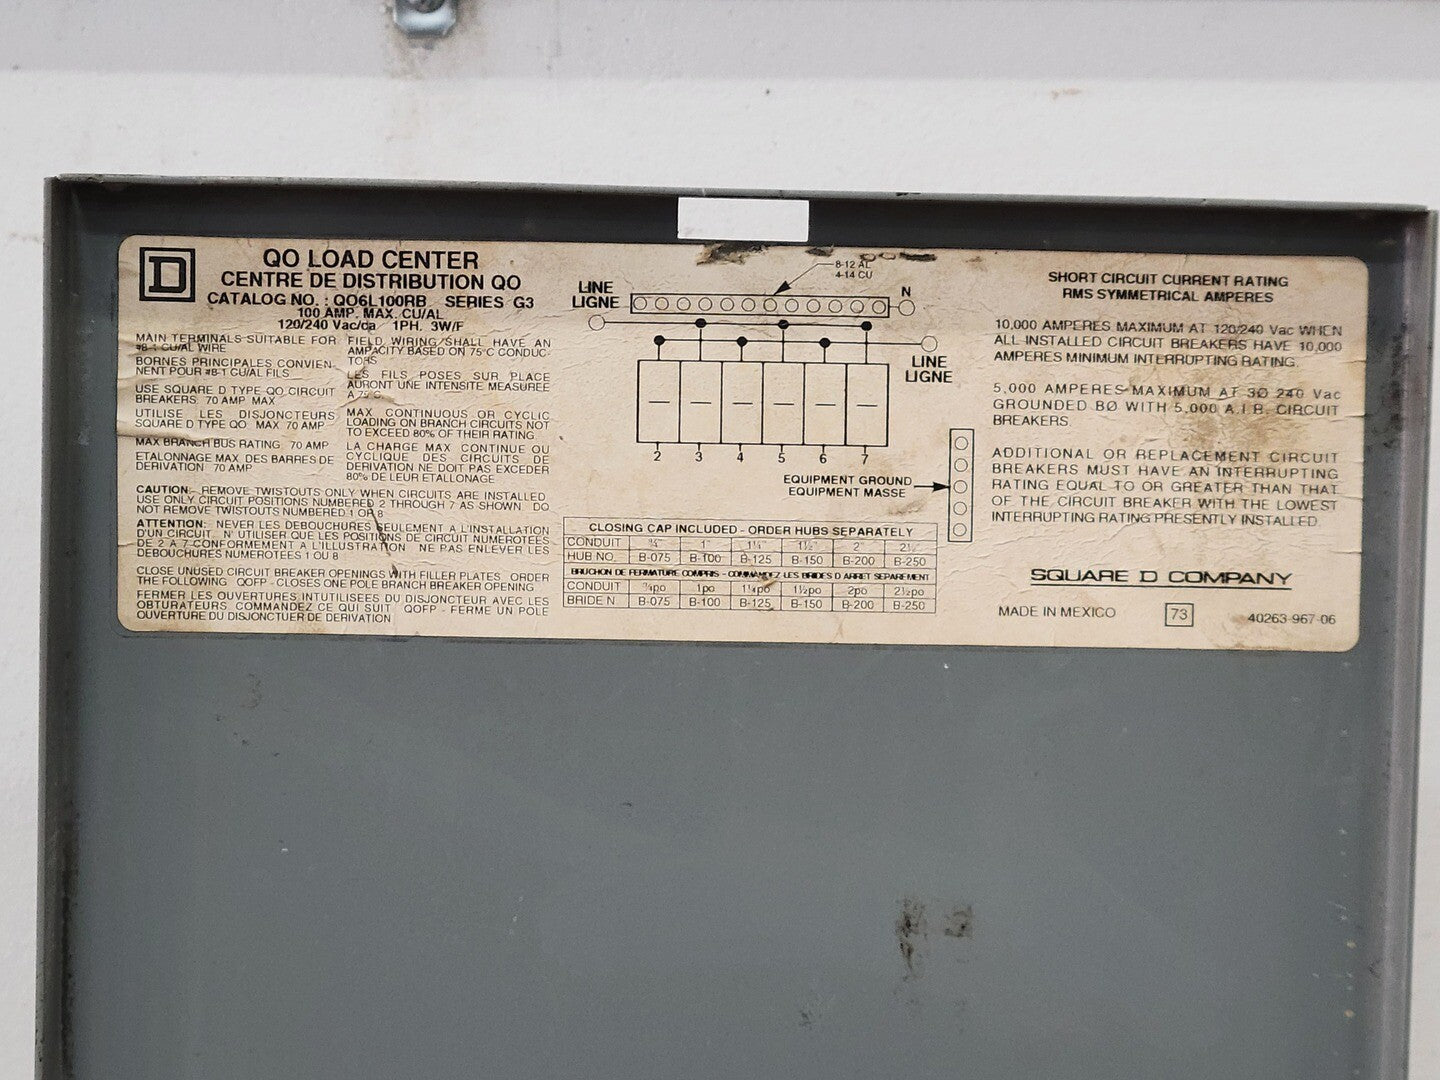 D
QO LOAD CENTER
CENTRE DE DISTRIBUTION QO
CATALOG NO. : QO6L100RB SERIES G3
100 AMP. MAX. CU/AL
120/240 Vac/ca 1PH. 3W/F
MAIN TERMINALS SUITABLE FOR
#8-1 CU/AL WIRE
BORNES PRINCIPALES CONVIEN-
NENT POUR #8-1 CU/AL FILS
USE SQUARE D TYPE QO CIRCUIT
BREAKERS. 70 AMP MAX.
UTILISE LES DISJONCTEURS
SQUARE D TYPE QO MAX 70 AMP
MAX BRANCH BUS RATING 70 AMP
ETALONNAGE MAX. DES BARRES DE
DERIVATION 70 AMP
FIELD WIRING SHALL HAVE AN
AMPACITY BASED ON 75°C CONDUC-
TORS
LES FILS POSES SUR PLACE
AURONT UNE INTENSITE MESUREE
A 75°C
MAX CONTINUOUS OR CYCLIC
LOADING ON BRANCH CIRCUITS NOT
TO EXCEED 80% OF THEIR RATING
LA CHARGE MAX CONTINUE OU
CYCLIQUE DES CIRCUITS DE
DERIVATION NE DOIT PAS EXCEDER
80% DE LEUR ETALLONAGE
CAUTION: REMOVE TWISTOUTS ONLY WHEN CIRCUITS ARE INSTALLED
USE ONLY CIRCUIT POSITIONS NUMBERED 2 THROUGH 7 AS SHOWN DO
NOT REMOVE TWISTOUTS NUMBERED 1 OR 8
ATTENTION: NEVER LES DEBOUCHURES SEULEMENT A L'INSTALLATION
D'UN CIRCUIT. N' UTILISER QUE LES POSITIONS DE CIRCUIT NUMEROTEES
DE 2 A 7 CONFORMEMENT A L'ILLUSTRATION NE PAS ENLEVER LES
DEBOUCHURES NUMEROTEES 1 OU 8
CLOSE UNUSED CIRCUIT BREAKER OPENINGS WITH FILLER PLATES ORDER
THE FOLLOWING QOFP - CLOSES ONE POLE BRANCH BREAKER OPENING
FERMER LES OUVERTURES INTUTILISEES DU DISJONCTEUR AVEC LES
OBTURATEURS COMMANDEZ CE QUI SUIT QOFP - FERME UN POLE
OUVERTURE DU DISJONCTUER DE DERIVATION
8-12 AL
4-14 CU
LINE
LIGNE
N
LINE
LIGNE
2 3 4 5 6 7
EQUIPMENT GROUND
EQUIPMENT MASSE
CLOSING CAP INCLUDED - ORDER HUBS SEPARATELY
CONDUIT ¾" 1" 1¼" 1½" 2" 2½"
HUB NO. B-075 B-100 B-125 B-150 B-200 B-250
BRUCHON DE FERMATURE COMPRIS - COMMANDEZ LES BRIDES D ARRET SEPAREMENT
CONDUIT ¾po 1po 1¼po 1½po 2po 2½po
BRIDE N B-075 B-100 B-125 B-150 B-200 B-250
SHORT CIRCUIT CURRENT RATING
RMS SYMMETRICAL AMPERES
10,000 AMPERES MAXIMUM AT 120/240 Vac WHEN
ALL INSTALLED CIRCUIT BREAKERS HAVE 10,000
AMPERES MINIMUM INTERRUPTING RATING.
5,000 AMPERES MAXIMUM AT 3Ø 240 Vac
GROUNDED BØ WITH 5,000 A.I.R. CIRCUIT
BREAKERS.
ADDITIONAL OR REPLACEMENT CIRCUIT
BREAKERS MUST HAVE AN INTERRUPTING
RATING EQUAL TO OR GREATER THAN THAT
OF THE CIRCUIT BREAKER WITH THE LOWEST
INTERRUPTING RATING PRESENTLY INSTALLED.
SQUARE D COMPANY
MADE IN MEXICO 73 40263-967-06